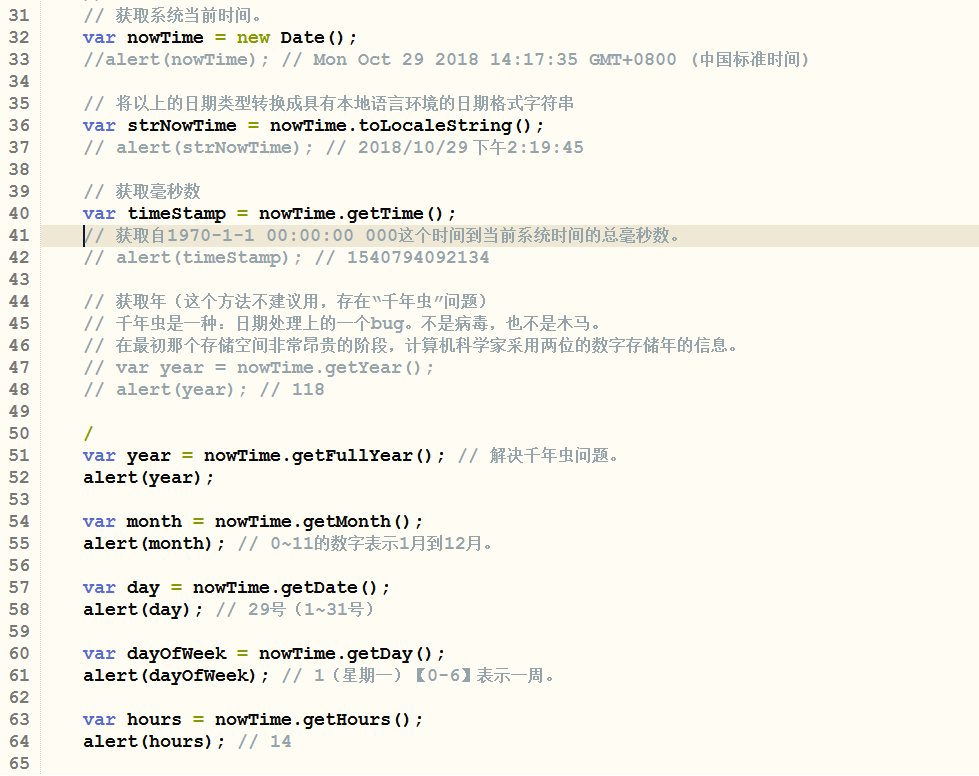 31 // 获取系统当前时间。
32 var nowTime = new Date();
33 //alert(nowTime); // Mon Oct 29 2018 14:17:35 GMT+0800 (中国标准时间)
34
35 // 将以上的日期类型转换成具有本地语言环境的日期格式字符串
36 var strNowTime = nowTime.toLocaleString();
37 // alert(strNowTime); // 2018/10/29 下午2:19:45
38
39 // 获取毫秒数
40 var timeStamp = nowTime.getTime();
41 // 获取自1970-1-1 00:00:00 000这个时间到当前系统时间的总毫秒数。
42 // alert(timeStamp); // 1540794092134
43
44 // 获取年（这个方法不建议用，存在“千年虫”问题）
45 // 千年虫是一种：日期处理上的一个bug。不是病毒，也不是木马。
46 // 在最初那个存储空间非常昂贵的阶段，计算机科学家采用两位的数字存储年的信息。
47 // var year = nowTime.getYear();
48 // alert(year); // 118
49
50 /
51 var year = nowTime.getFullYear(); // 解决千年虫问题。
52 alert(year);
53
54 var month = nowTime.getMonth();
55 alert(month); // 0~11的数字表示1月到12月。
56
57 var day = nowTime.getDate();
58 alert(day); // 29号（1~31号）
59
60 var dayOfWeek = nowTime.getDay();
61 alert(dayOfWeek); // 1（星期一）【0-6】表示一周。
62
63 var hours = nowTime.getHours();
64 alert(hours); // 14
65